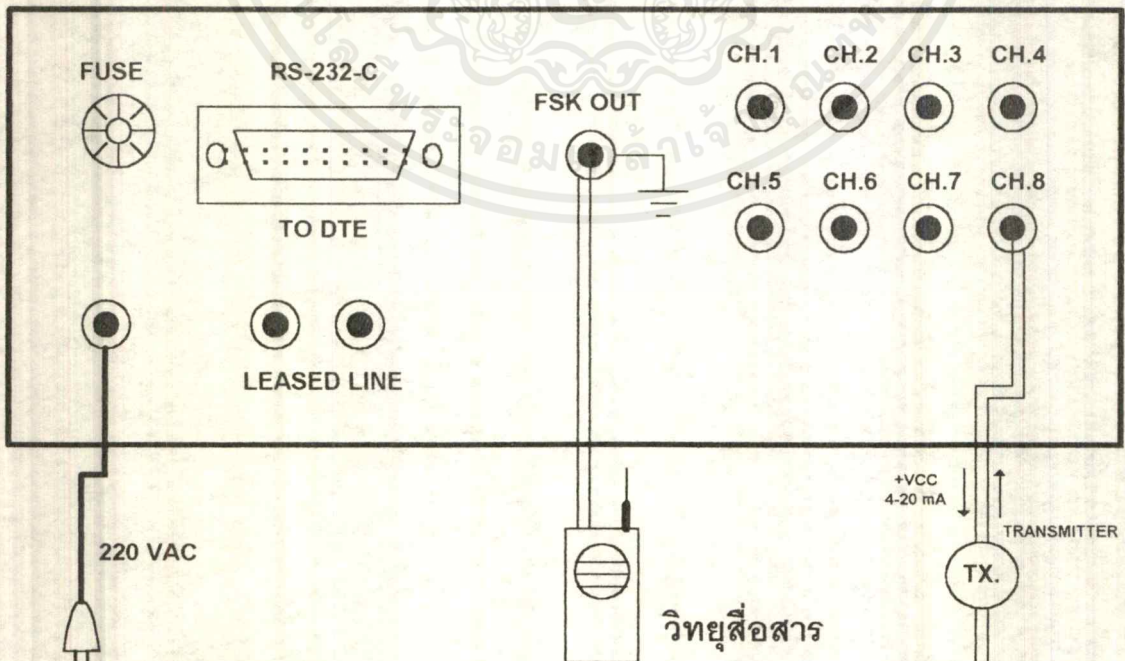 FUSE
RS-232-C
FSK OUT
CH.1 CH.2 CH.3 CH.4
CH.5 CH.6 CH.7 CH.8
TO DTE
LEASED LINE
220 VAC
+VCC
4-20 mA
TRANSMITTER
TX.
วิทยุสื่อสาร